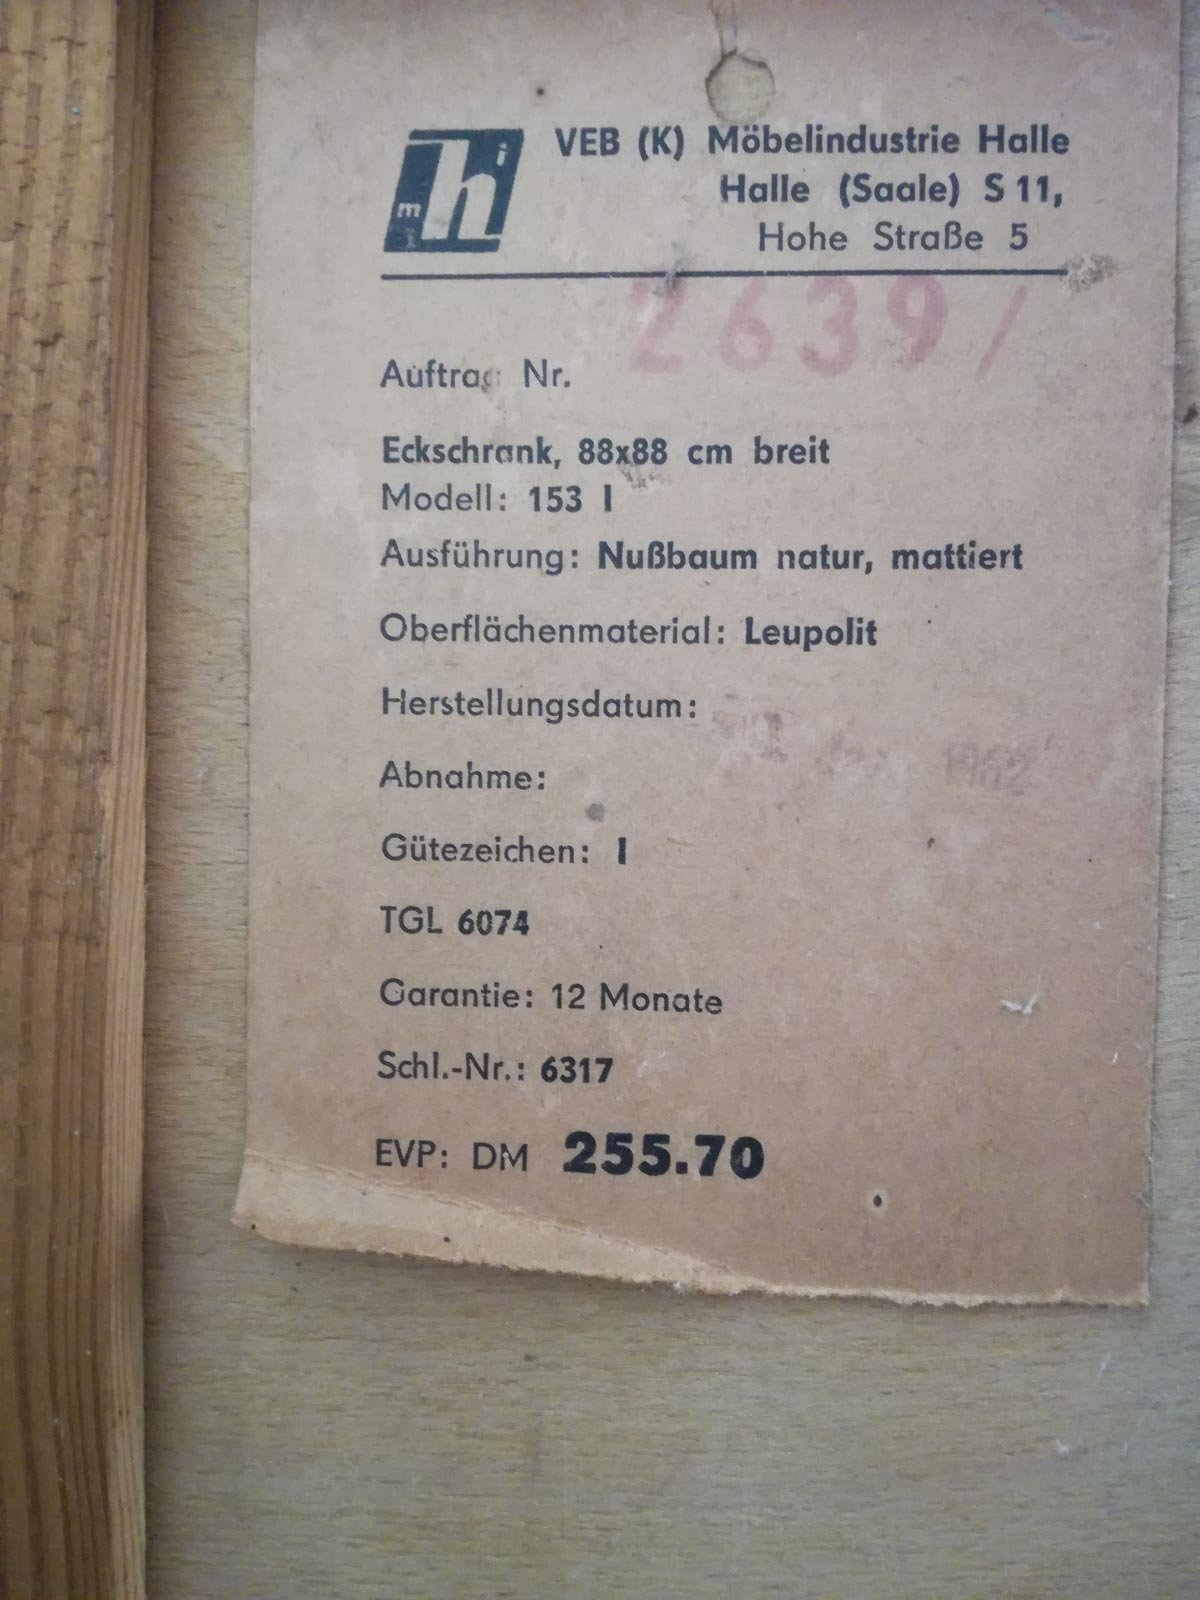 h i m i
VEB (K) Möbelindustrie Halle
Halle (Saale) S 11,
Hohe Straße 5
2639/
Auftrag Nr.
Eckschrank, 88x88 cm breit
Modell: 153 I
Ausführung: Nußbaum natur, mattiert
Oberflächenmaterial: Leupolit
Herstellungsdatum:
1962
Abnahme:
Gütezeichen: I
TGL 6074
Garantie: 12 Monate
Schl.-Nr.: 6317
EVP: DM 255.70